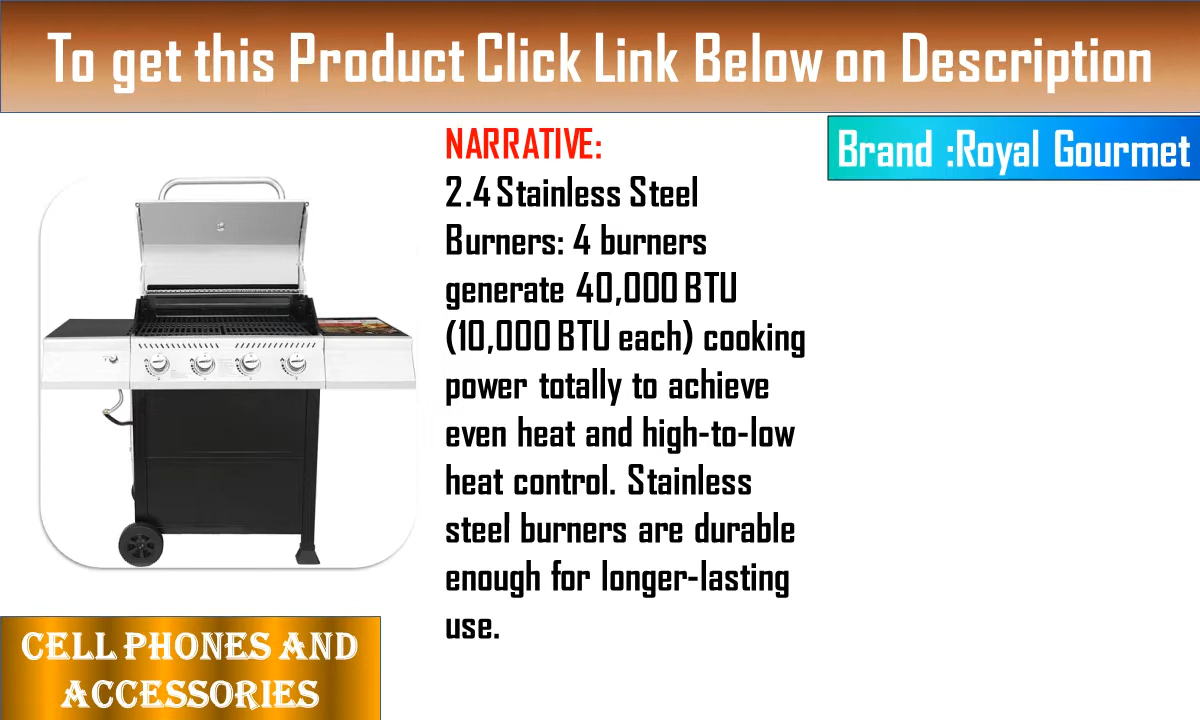 To get this Product Click Link Below on Description
Brand :Royal Gourmet
NARRATIVE:
2.4 Stainless Steel
Burners: 4 burners
generate 40,000 BTU
(10,000 BTU each) cooking
power totally to achieve
even heat and high-to-low
heat control. Stainless
steel burners are durable
enough for longer-lasting
use.
CELL PHONES AND
ACCESSORIES